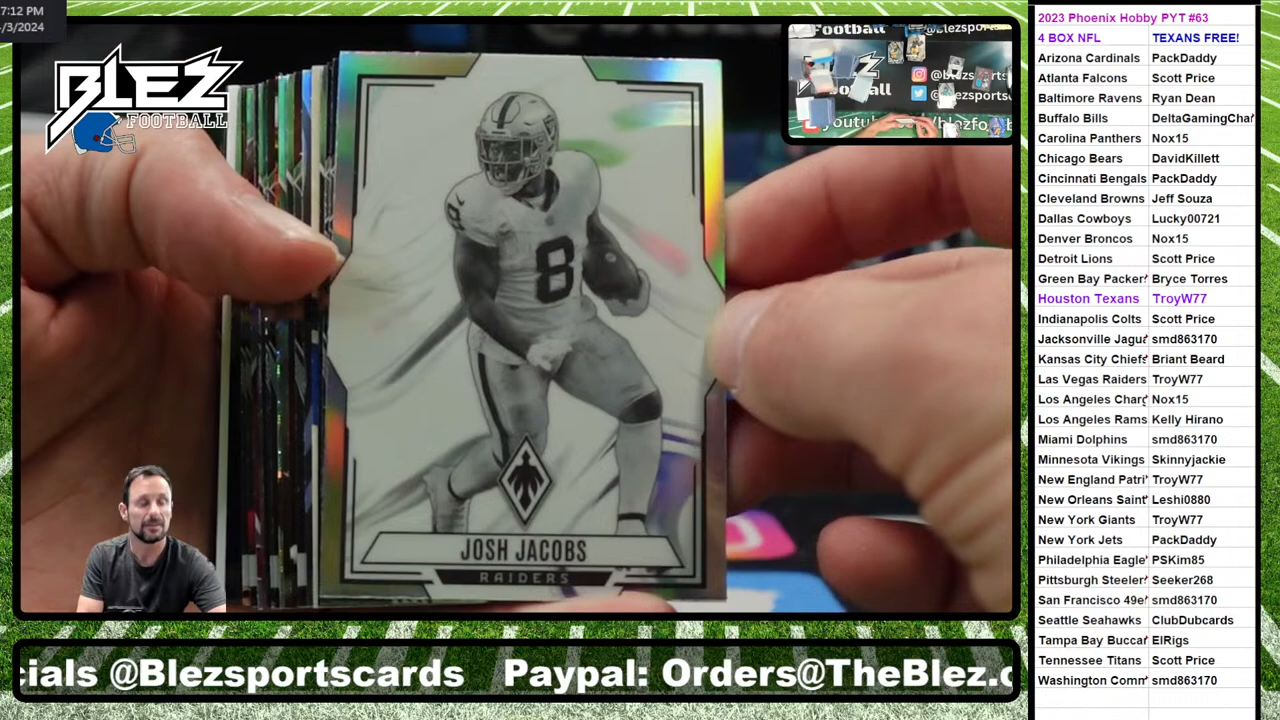 7:12 PM
/3/2024
BLEZ
FOOTBALL
8
8
JOSH JACOBS
RAIDERS
cials @Blezsportscards Paypal: Orders@TheBlez.c
2023 Phoenix Hobby PYT #63
4 BOX NFL TEXANS FREE!
Arizona Cardinals PackDaddy
Atlanta Falcons Scott Price
Baltimore Ravens Ryan Dean
Buffalo Bills DeltaGamingCha
Carolina Panthers Nox15
Chicago Bears DavidKillett
Cincinnati Bengals PackDaddy
Cleveland Browns Jeff Souza
Dallas Cowboys Lucky00721
Denver Broncos Nox15
Detroit Lions Scott Price
Green Bay Packer Bryce Torres
Houston Texans TroyW77
Indianapolis Colts Scott Price
Jacksonville Jagua smd863170
Kansas City Chiefs Briant Beard
Las Vegas Raiders TroyW77
Los Angeles Charg Nox15
Los Angeles Rams Kelly Hirano
Miami Dolphins smd863170
Minnesota Vikings Skinnyjackie
New England Patri TroyW77
New Orleans Saint Leshi0880
New York Giants TroyW77
New York Jets PackDaddy
Philadelphia Eagle PSKim85
Pittsburgh Steeler Seeker268
San Francisco 49e smd863170
Seattle Seahawks ClubDubcards
Tampa Bay Buccar ElRigs
Tennessee Titans Scott Price
Washington Comn smd863170